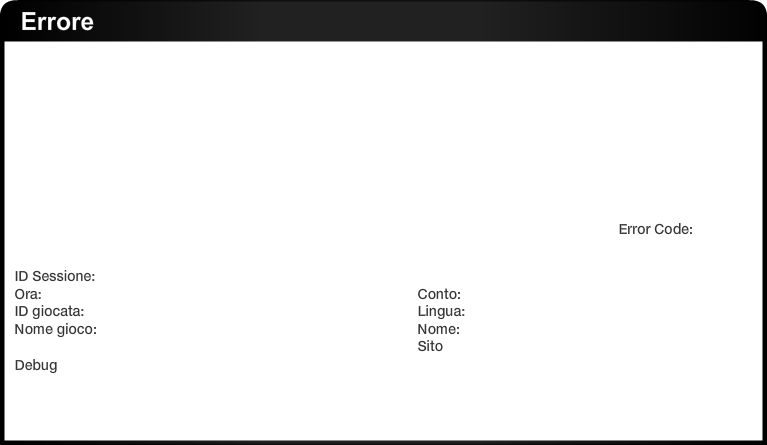 Errore
Error Code:
ID Sessione:
Ora:
Conto:
ID giocata:
Lingua:
Nome gioco:
Nome:
Sito
Debug